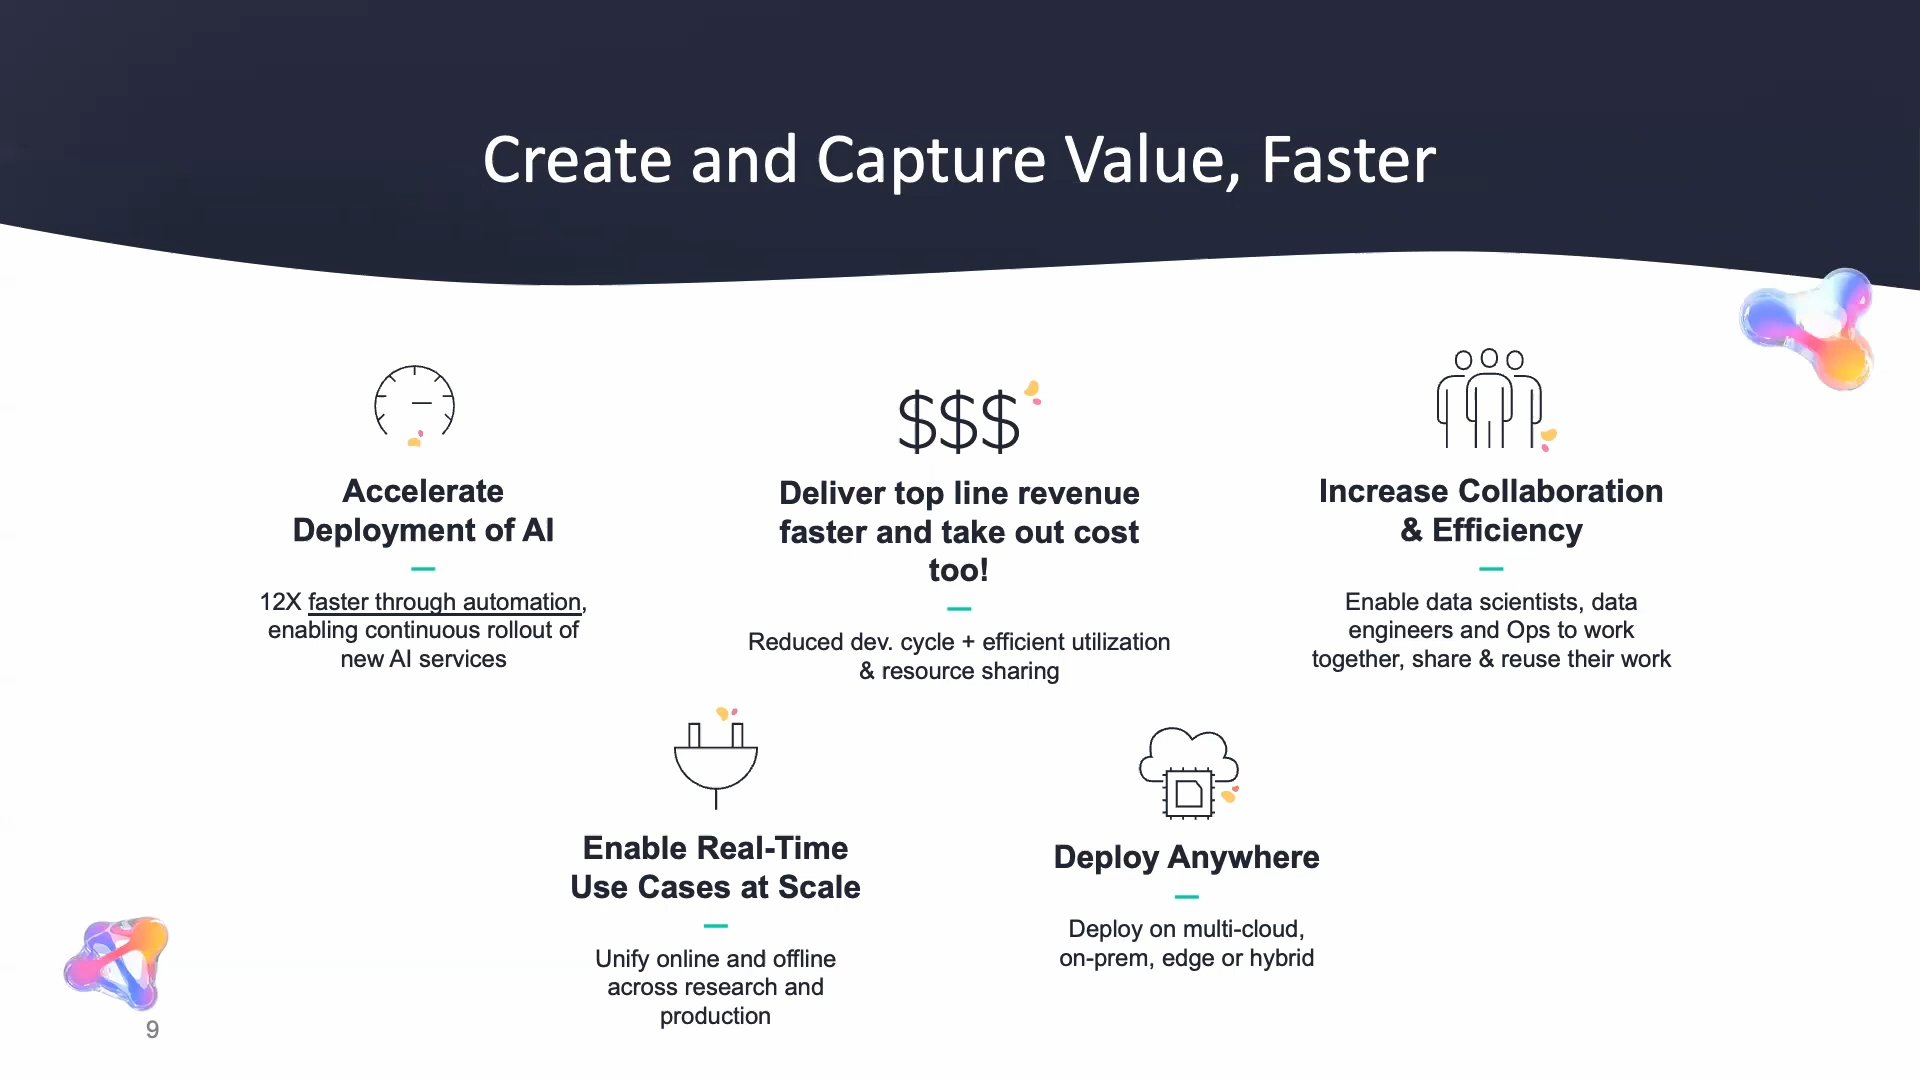 Create and Capture Value, Faster
$$$
Accelerate
Deployment of AI
12X faster through automation,
enabling continuous rollout of
new AI services
Deliver top line revenue
faster and take out cost
too!
Reduced dev. cycle + efficient utilization
& resource sharing
Increase Collaboration
& Efficiency
Enable data scientists, data
engineers and Ops to work
together, share & reuse their work
Enable Real-Time
Use Cases at Scale
Unify online and offline
across research and
production
Deploy Anywhere
Deploy on multi-cloud,
on-prem, edge or hybrid
9